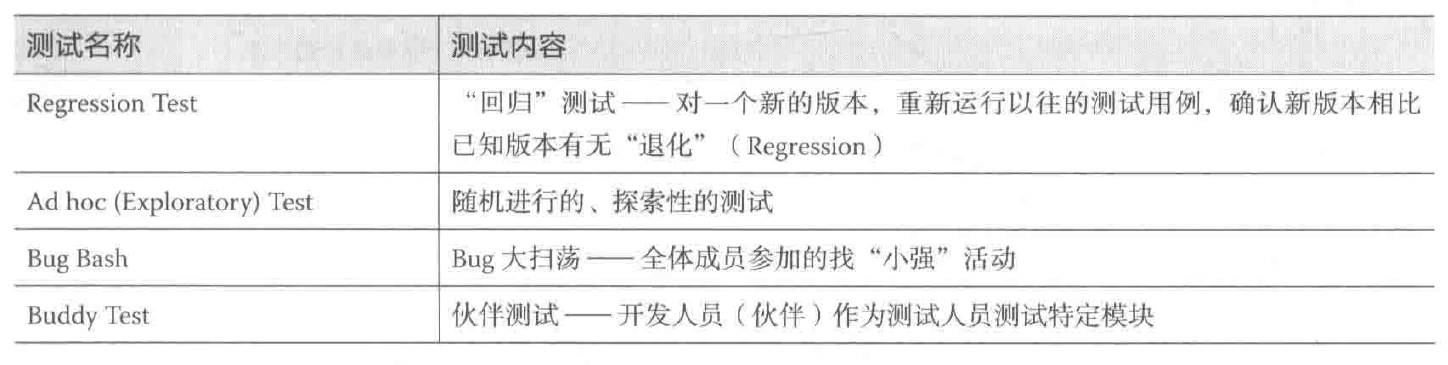 测试名称 测试内容
Regression Test “回归”测试——对一个新的版本，重新运行以往的测试用例，确认新版本相比
已知版本有无“退化”（Regression）
Ad hoc (Exploratory) Test 随机进行的、探索性的测试
Bug Bash Bug 大扫荡——全体成员参加的找“小强”活动
Buddy Test 伙伴测试——开发人员（伙伴）作为测试人员测试特定模块